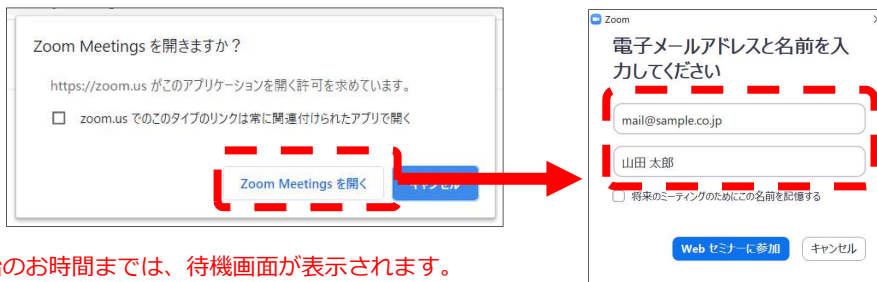 Zoom Meetings を開きますか？
https://zoom.us がこのアプリケーションを開く許可を求めています。
zoom.us でのこのタイプのリンクは常に関連付けられたアプリで開く
Zoom Meetings を開く
Zoom
電子メールアドレスと名前を入
力してください
mail@sample.co.jp
山田 太郎
将来のミーティングのためにこの名前を記憶する
Web セミナーに参加 キャンセル
のお時間までは、待機画面が表示されます。